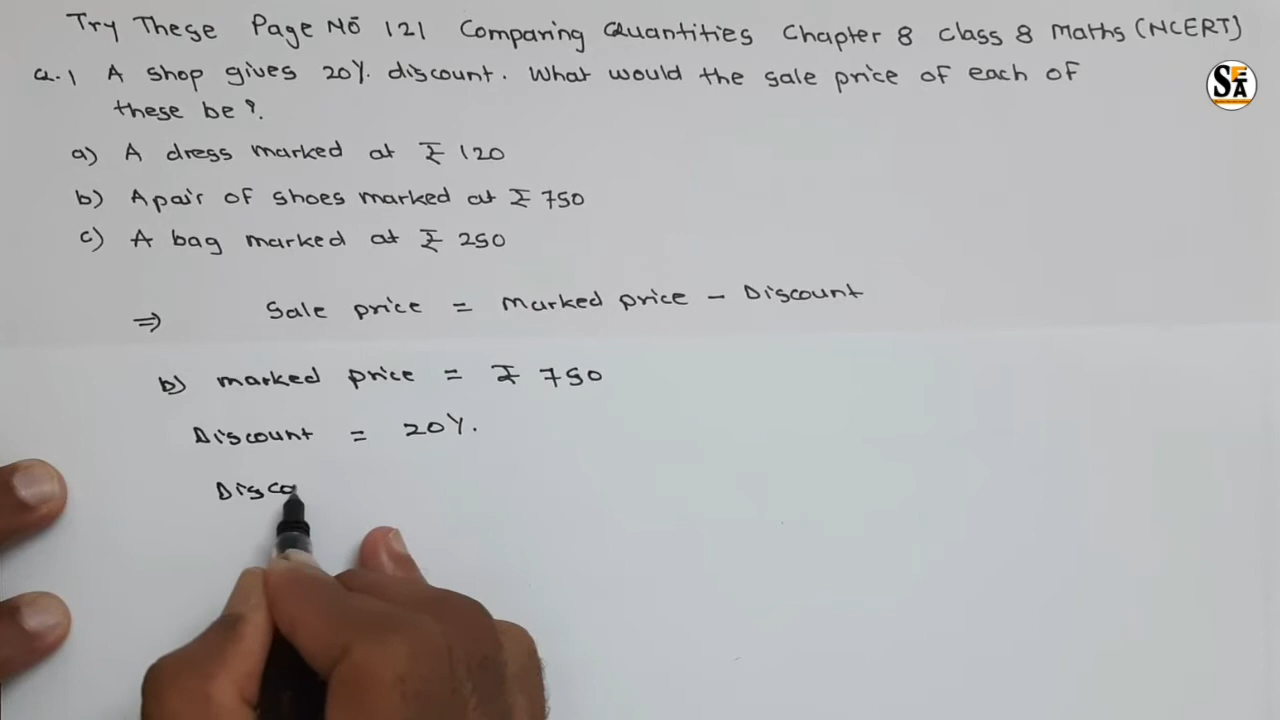 Try These Page No 121 Comparing Quantities Chapter 8 class 8 Maths (NCERT)
Q.1 A shop gives 20% discount. What would the sale price of each of
these be?
a) A dress marked at ₹ 120
b) A pair of shoes marked at ₹ 750
c) A bag marked at ₹ 250
⇒ Sale price = Marked price – Discount
b) marked price = ₹ 750
Discount = 20%.
Disco
SFA